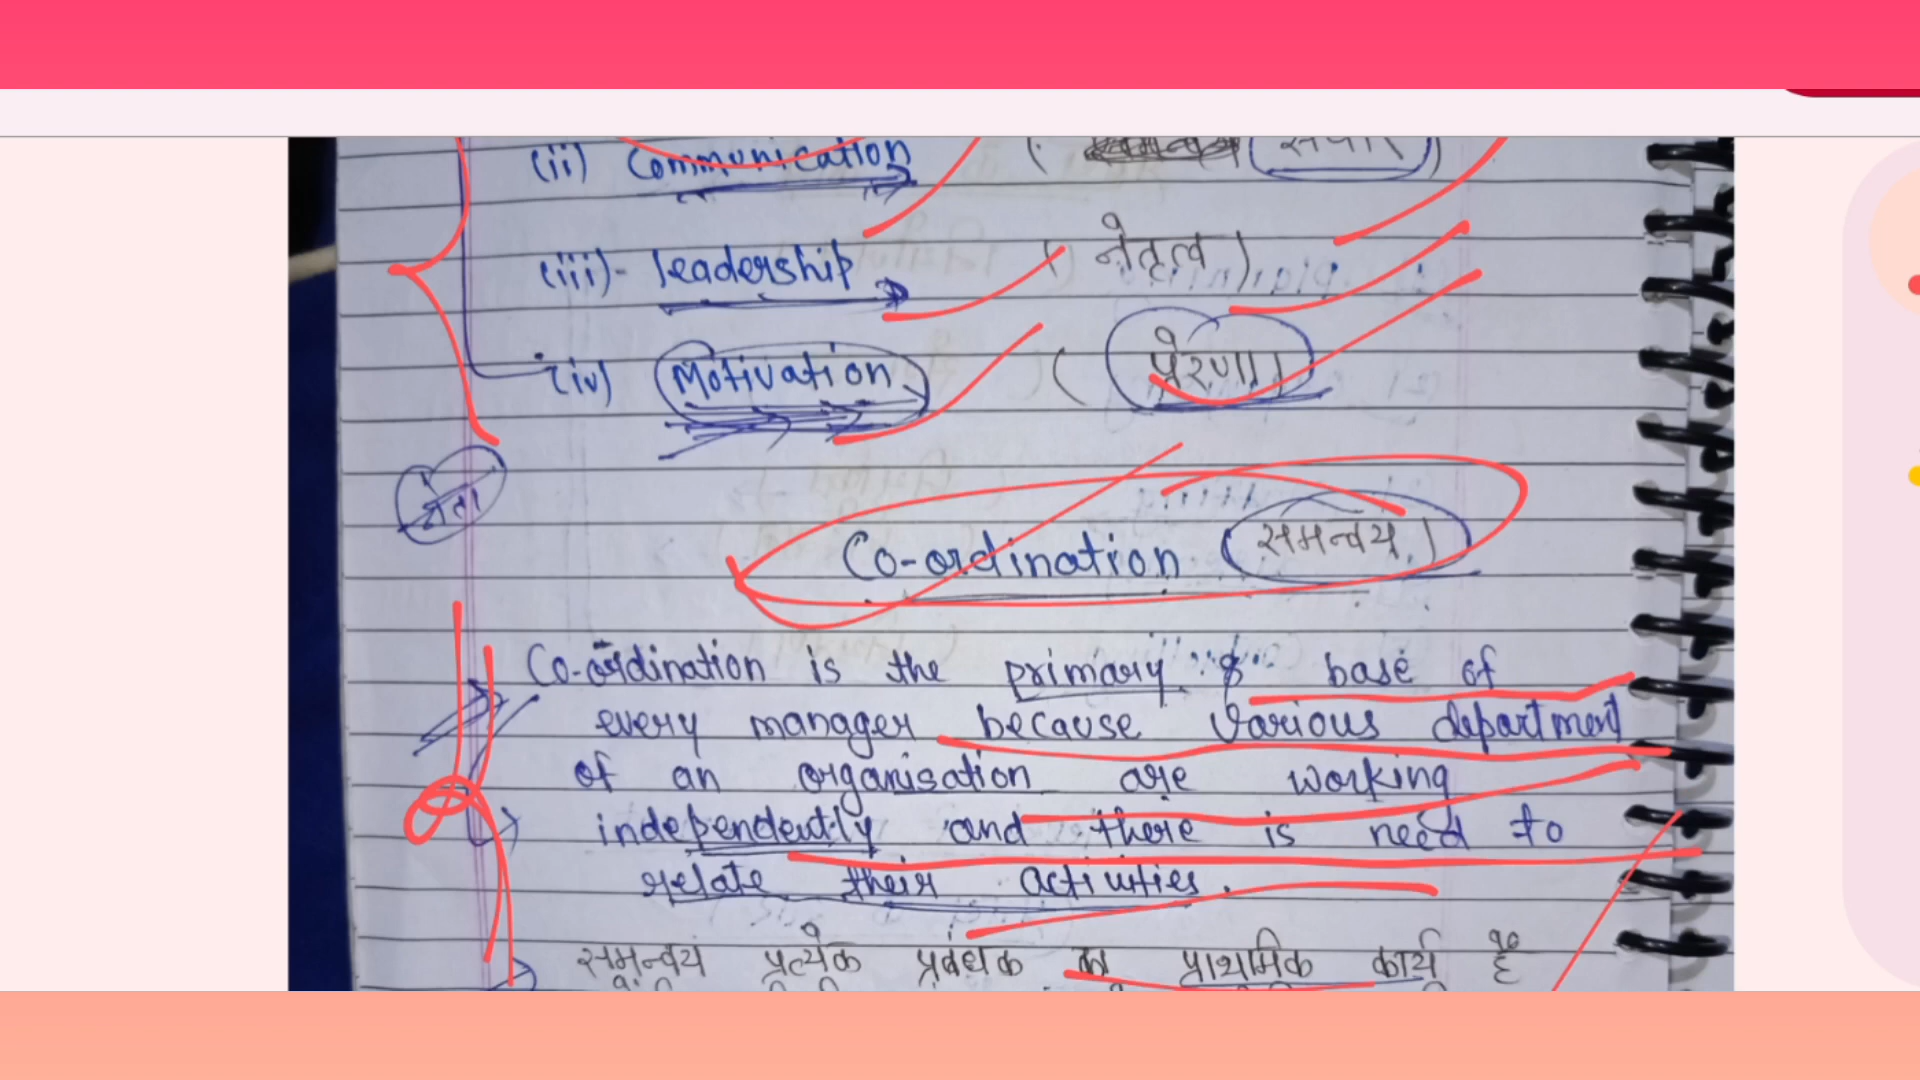 (ii) Communication ( संचार )
(iii)- leadership ( नेतृत्व )
(iv) Motivation ( प्रेरणा )
Co-ordination (समन्वय)
Co-ordination is the primary & base of
every manager because various department
of an organisation are working
independently and there is need to
relate their activities.
समन्वय प्रत्येक प्रबंधक का प्राथमिक कार्य है